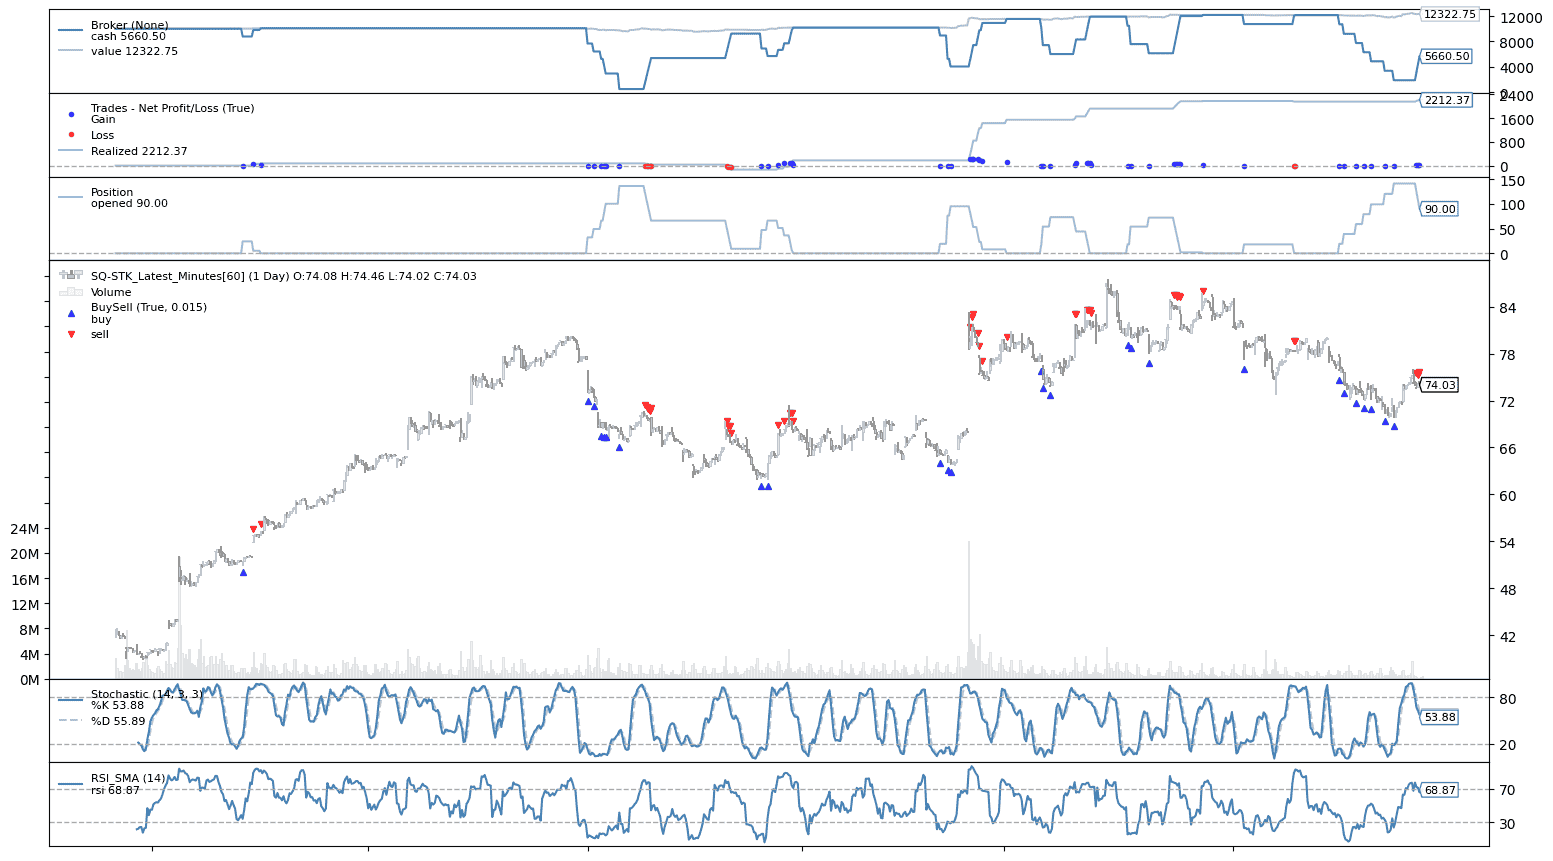 Broker (None)
cash 5660.50
value 12322.75
12322.75
12000
8000
5660.50
4000
0
Trades - Net Profit/Loss (True)
Gain
Loss
Realized 2212.37
2400
2212.37
1600
800
0
Position
opened 90.00
150
100
90.00
50
0
SQ-STK_Latest_Minutes[60] (1 Day) O:74.08 H:74.46 L:74.02 C:74.03
Volume
BuySell (True, 0.015)
buy
sell
84
78
74.03
72
66
60
54
48
42
24M
20M
16M
12M
8M
4M
0M
Stochastic (14, 3, 3)
%K 53.88
%D 55.89
80
53.88
20
RSI_SMA (14)
rsi 68.87
70
68.87
30